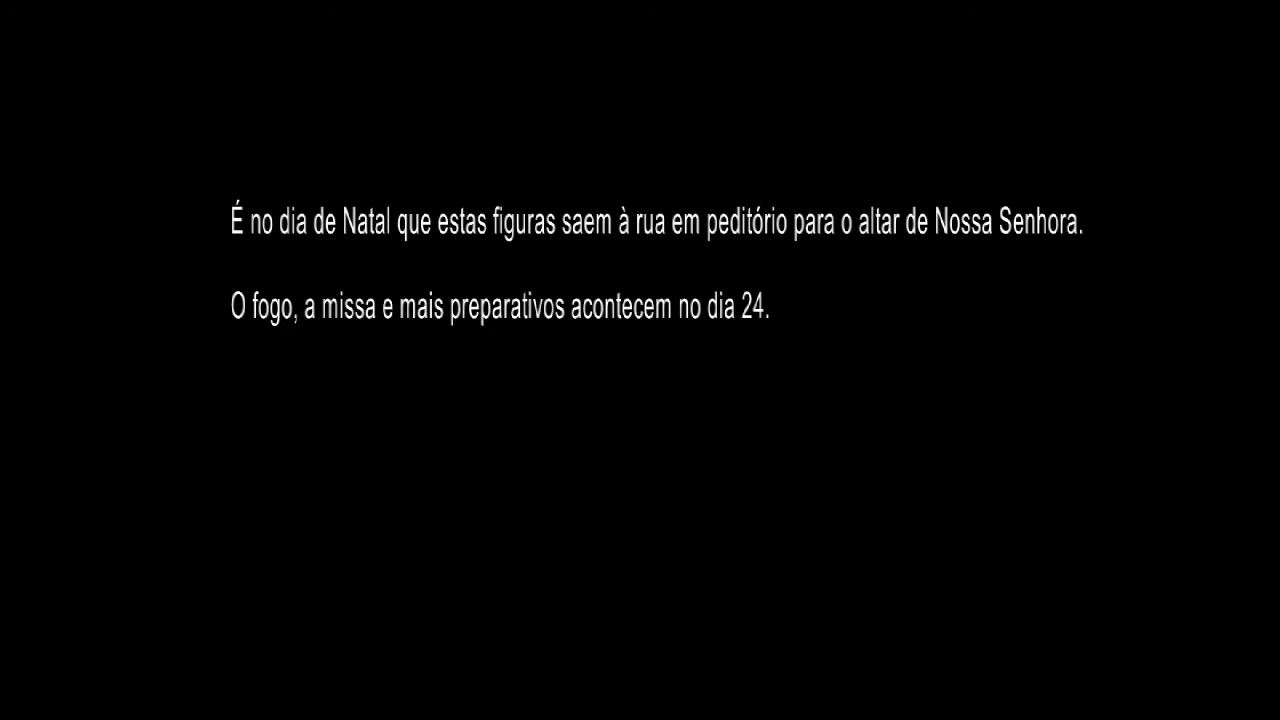 É no dia de Natal que estas figuras saem à rua em peditório para o altar de Nossa Senhora.
O fogo, a missa e mais preparativos acontecem no dia 24.